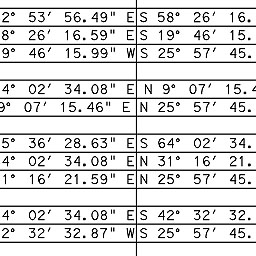 2° 53′ 56.49" E S 58° 26′ 16.
8° 26′ 16.59" E S 19° 46′ 15.
9° 46′ 15.99" W S 25° 57′ 45.
4° 02′ 34.08" E N 9° 07′ 15.4
9° 07′ 15.46" E N 25° 57′ 45.
5° 36′ 28.63" E S 64° 02′ 34.
4° 02′ 34.08" E N 31° 16′ 21.
1° 16′ 21.59" E N 25° 57′ 45.
4° 02′ 34.08" E S 42° 32′ 32.
2° 32′ 32.87" W S 25° 57′ 45.